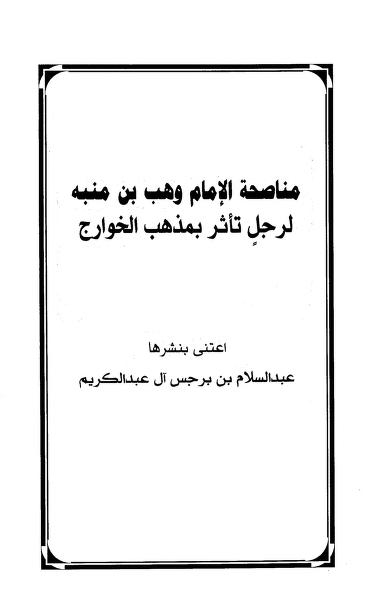 مناصحة الإمام وهب بن منبه
لرجلٍ تأثر بمذهب الخوارج
اعتنى بنشرها
عبدالسلام بن برجس آل عبدالكريم